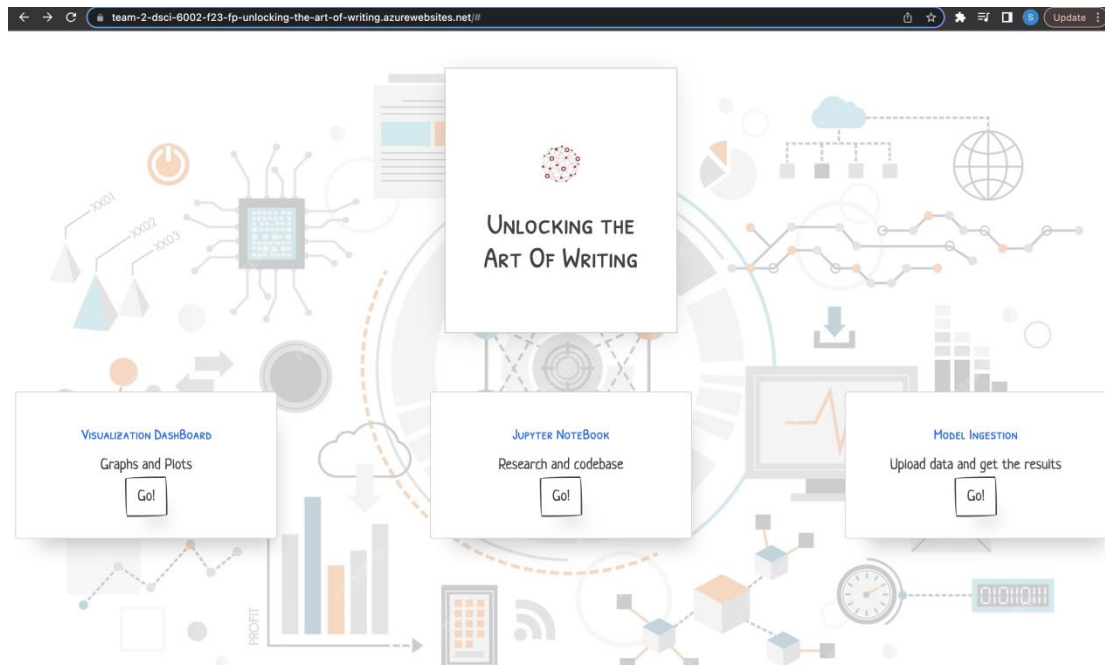 team-2-dsci-6002-f23-fp-unlocking-the-art-of-writing.azurewebsites.net/#
S
Update
Unlocking the
Art Of Writing
XX01
XX02
XX03
Visualization DashBoard
Graphs and Plots
Go!
Jupyter NoteBook
Research and codebase
Go!
Model Ingestion
Upload data and get the results
Go!
PROFIT